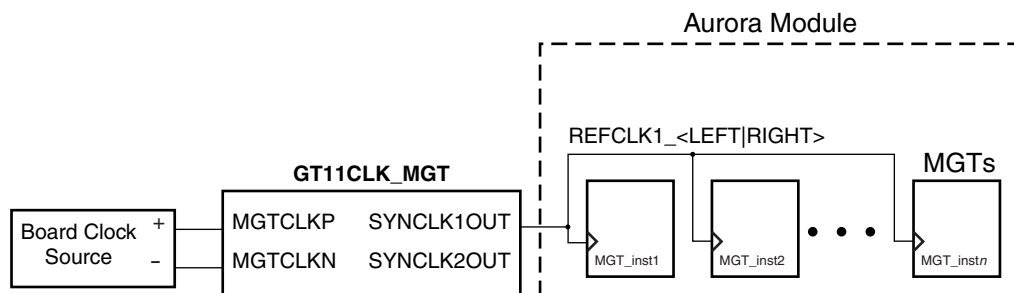 Aurora Module
REFCLK1_<LEFT|RIGHT>
MGTs
GT11CLK_MGT
Board Clock
Source
+
–
MGTCLKP SYNCLK1OUT
MGTCLKN SYNCLK2OUT
MGT_inst1
MGT_inst2
MGT_instn